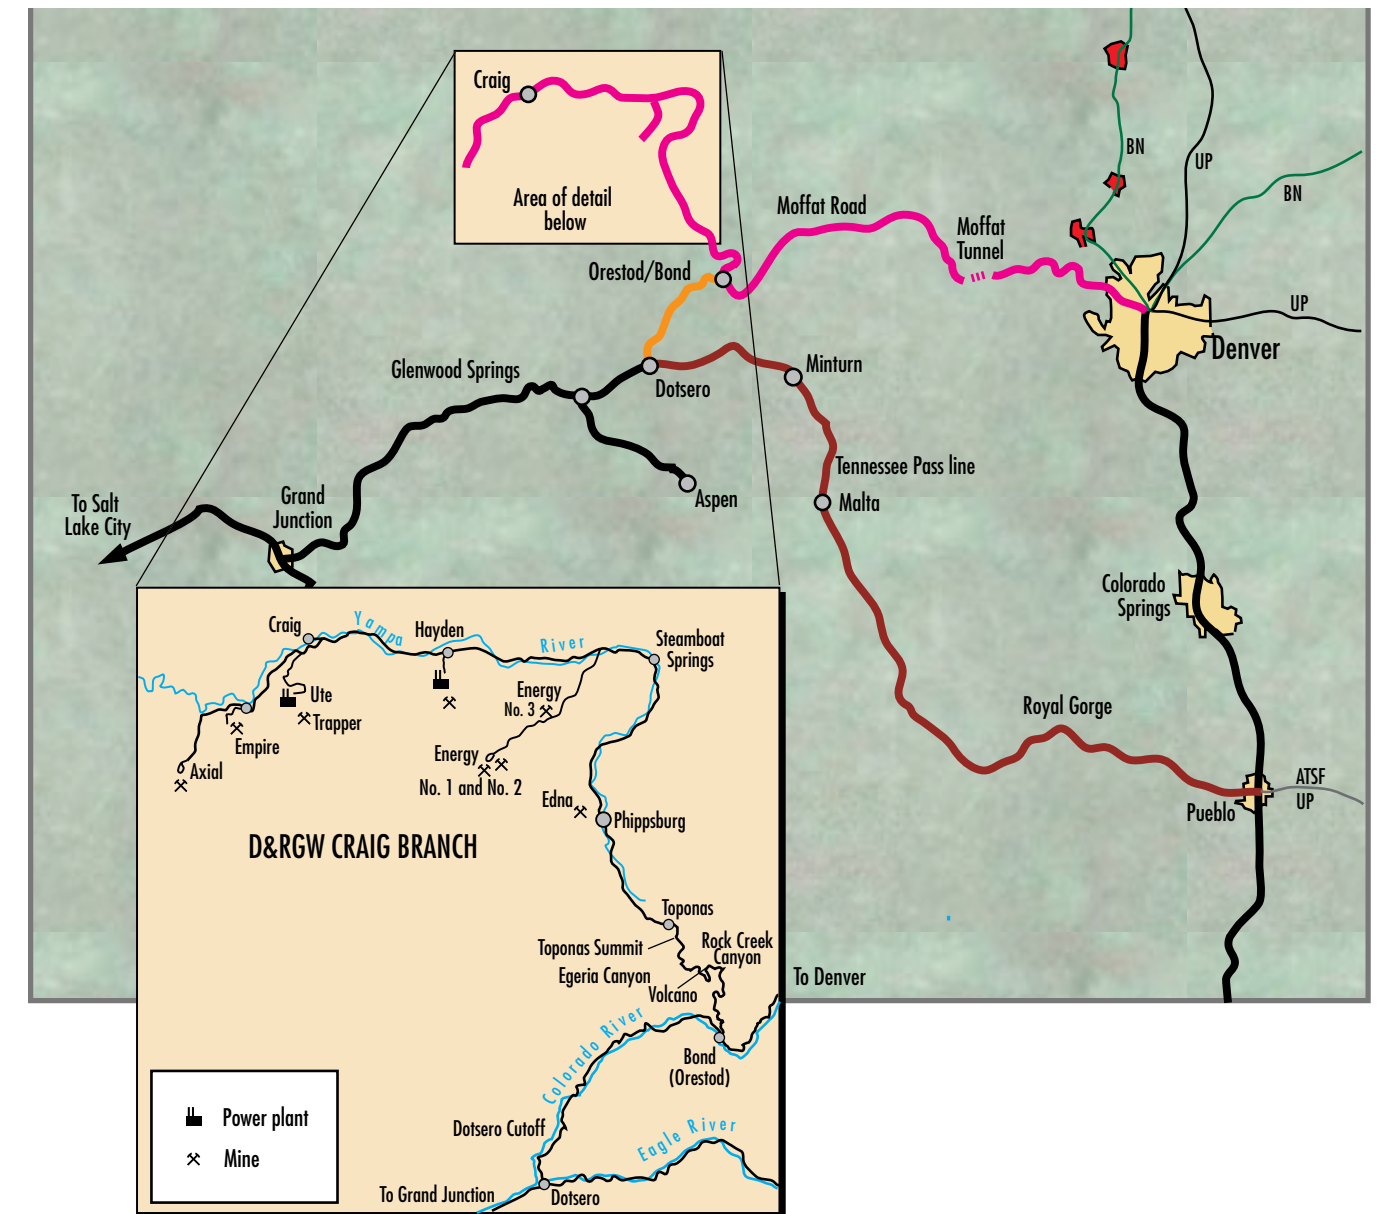 Craig
Area of detail
below
BN
UP
BN
Moffat Road
Moffat
Tunnel
Orestod/Bond
UP
Denver
Glenwood Springs
Minturn
Dotsero
Tennessee Pass line
Aspen
Malta
To Salt
Lake City
Grand
Junction
Colorado
Springs
Royal Gorge
ATSF
UP
Pueblo
To Denver
Craig
Yampa
Hayden
River
Steamboat
Springs
Ute
Trapper
Energy
No. 3
Empire
Axial
Energy
No. 1 and No. 2
Edna
Phippsburg
D&RGW CRAIG BRANCH
Toponas
Toponas Summit
Rock Creek
Canyon
Egeria Canyon
Volcano
Colorado River
Bond
(Orestod)
Dotsero Cutoff
Eagle River
To Grand Junction
Dotsero
Power plant
Mine